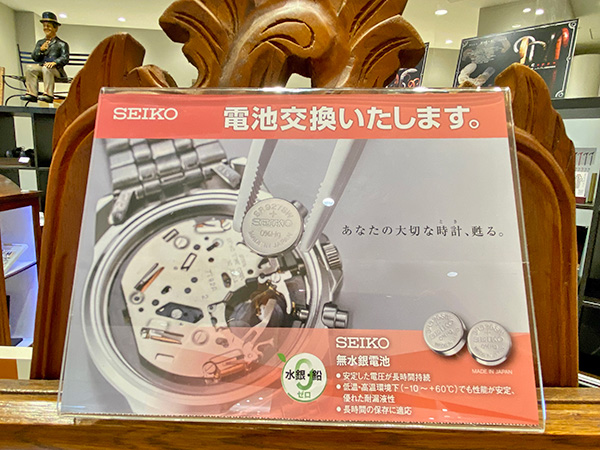 SEIKO
電池交換いたします。
SEIKO
あなたの大切な時計、甦る。
とき
SEIKO
無水銀電池
水銀・鉛
0
ゼロ
●安定した電圧が長時間持続
●低温・高温環境下(−10〜+60℃)でも性能が安定、
優れた耐漏液性
●長時間の保存に適応
MADE IN JAPAN